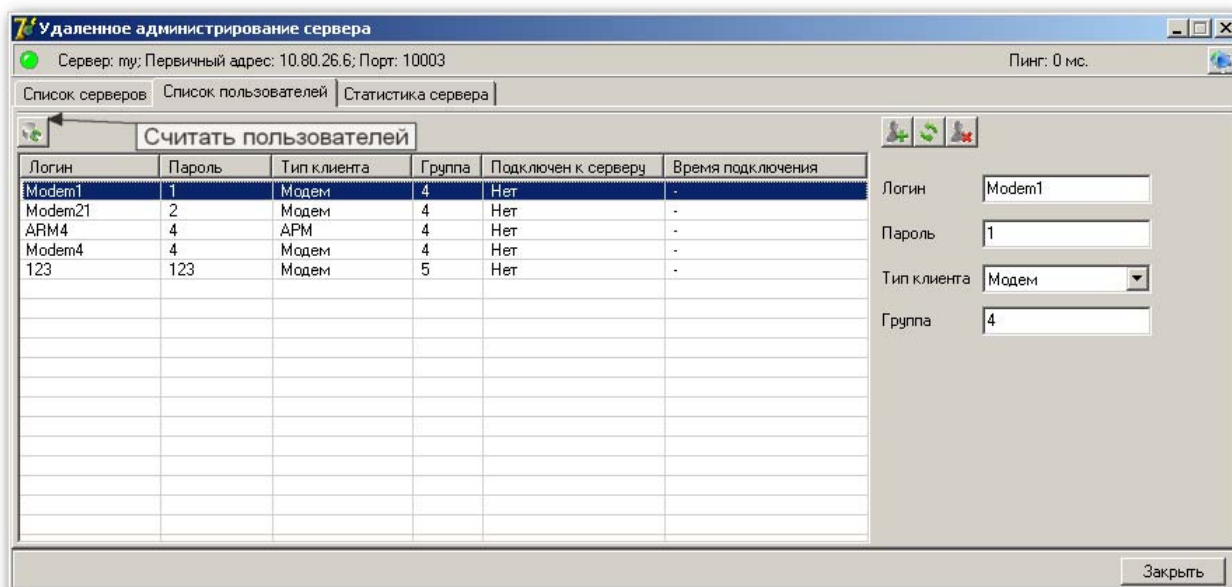 Удаленное администрирование сервера
Сервер: my; Первичный адрес: 10.80.26.6; Порт: 10003 Пинг: 0 мс.
Список серверов Список пользователей Статистика сервера
Считать пользователей
Логин Пароль Тип клиента Группа Подключен к серверу Время подключения
Modem1 1 Модем 4 Нет -
Modem21 2 Модем 4 Нет -
ARM4 4 АРМ 4 Нет -
Modem4 4 Модем 4 Нет -
123 123 Модем 5 Нет -
Логин Modem1
Пароль 1
Тип клиента Модем
Группа 4
Закрыть